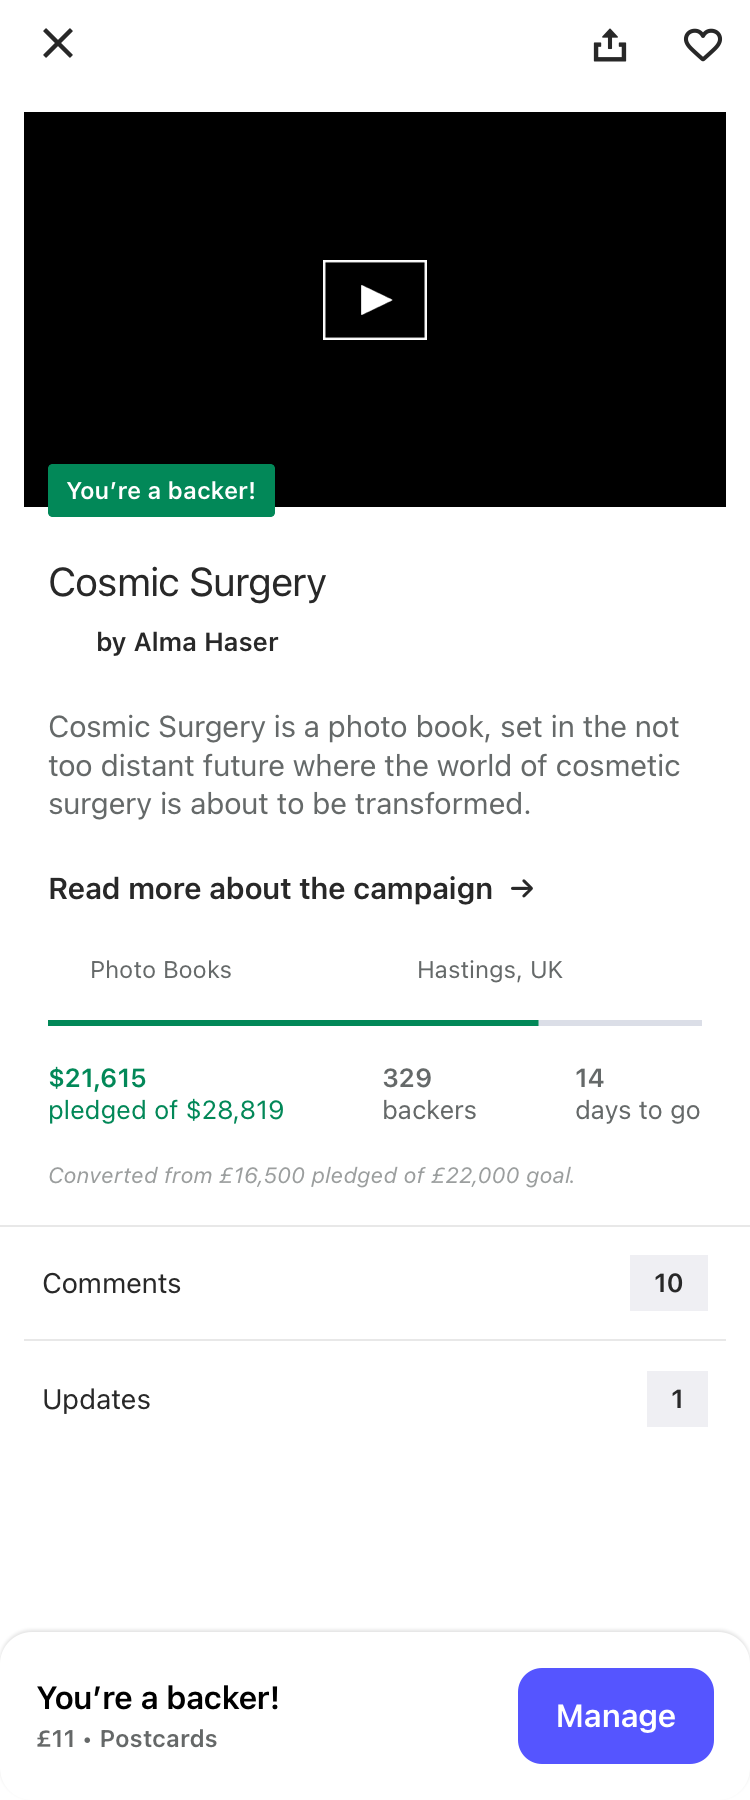 You’re a backer!
Cosmic Surgery
by Alma Haser
Cosmic Surgery is a photo book, set in the not
too distant future where the world of cosmetic
surgery is about to be transformed.
Read more about the campaign →
Photo Books
Hastings, UK
$21,615
pledged of $28,819
329
backers
14
days to go
Converted from £16,500 pledged of £22,000 goal.
Comments
10
Updates
1
You’re a backer!
£11 • Postcards
Manage